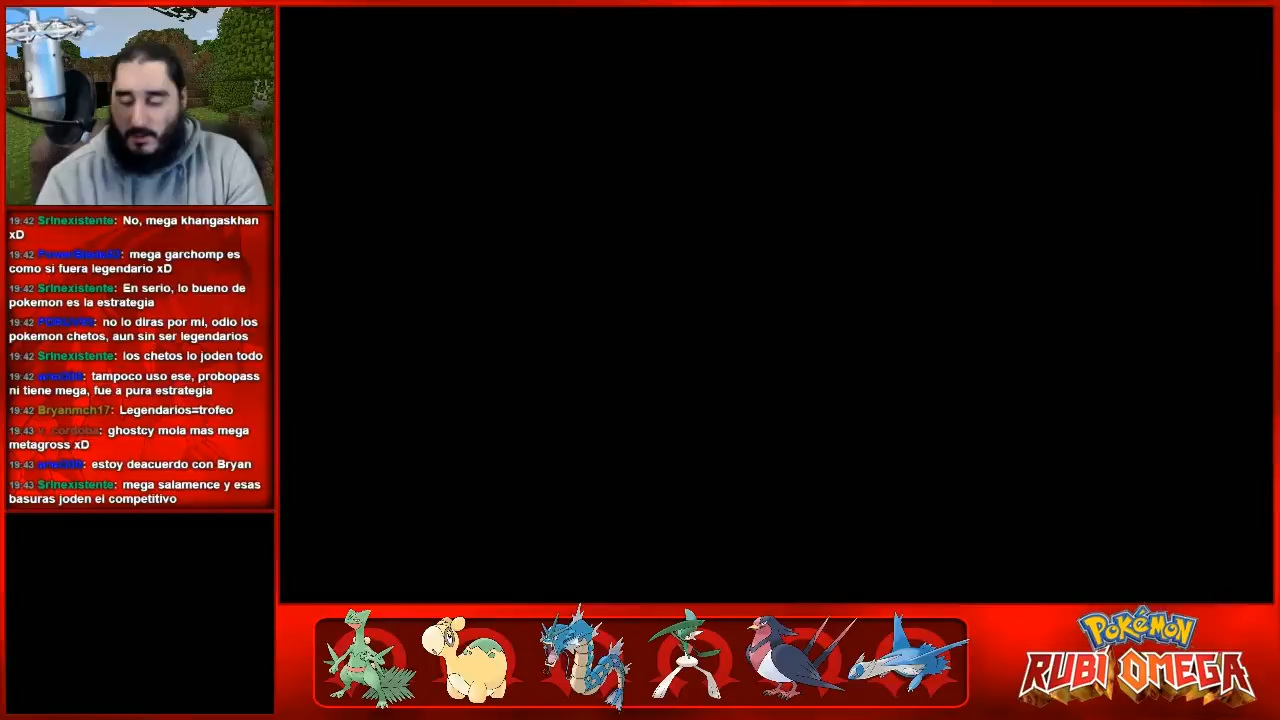 19:42 SrInexistente: No, mega khangaskhan
xD
19:42 : mega garchomp es
como si fuera legendario xD
19:42 SrInexistente: En serio, lo bueno de
pokemon es la estrategia
19:42 : no lo diras por mi, odio los
pokemon chetos, aun sin ser legendarios
19:42 SrInexistente: los chetos lo joden todo
19:42 : tampoco uso ese, probopass
ni tiene mega, fue a pura estrategia
19:42 Bryanmch17: Legendarios=trofeo
19:43 : ghostcy mola mas mega
metagross xD
19:43 : estoy deacuerdo con Bryan
19:43 SrInexistente: mega salamence y esas
basuras joden el competitivo
POKéMON
RUBI OMEGA